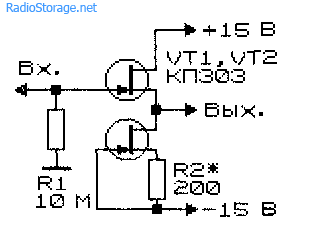 RadioStorage.net
+15 В
VT1, VT2
КП303
Вх.
Вых.
R1
10 М
R2*
200
-15 В